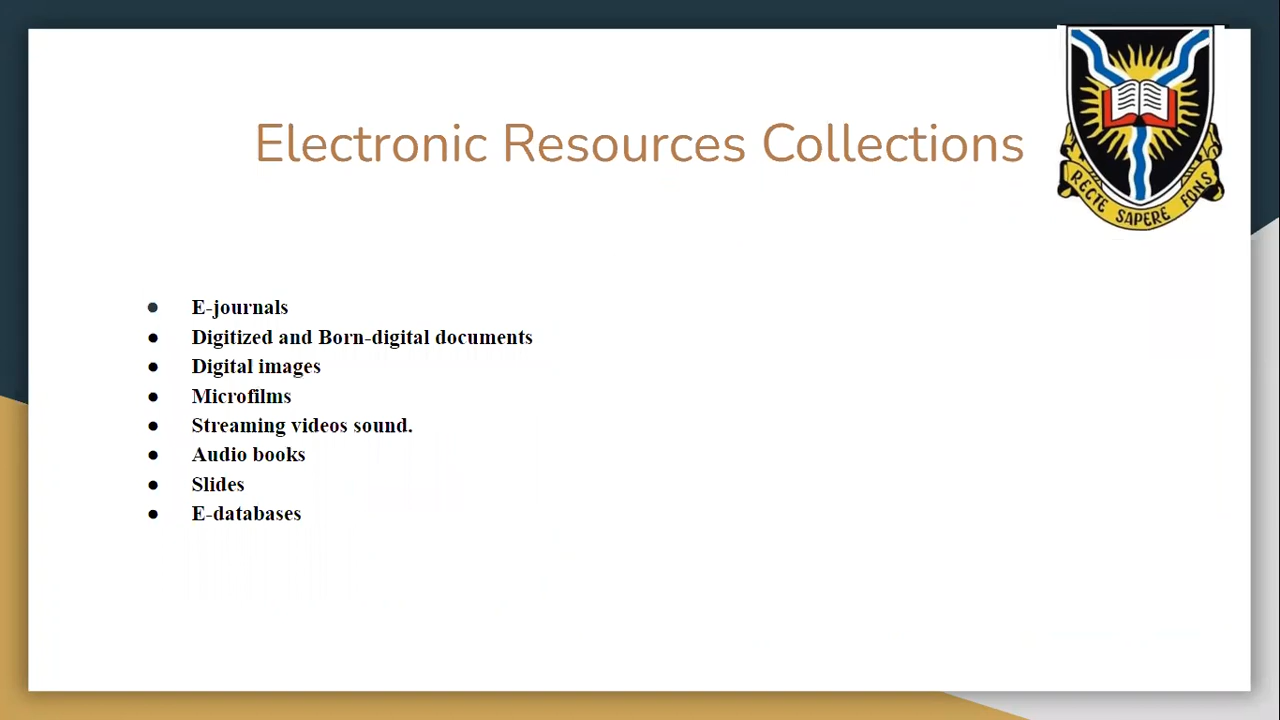 Electronic Resources Collections
RECTE SAPERE FONS
● E-journals
● Digitized and Born-digital documents
● Digital images
● Microfilms
● Streaming videos sound.
● Audio books
● Slides
● E-databases